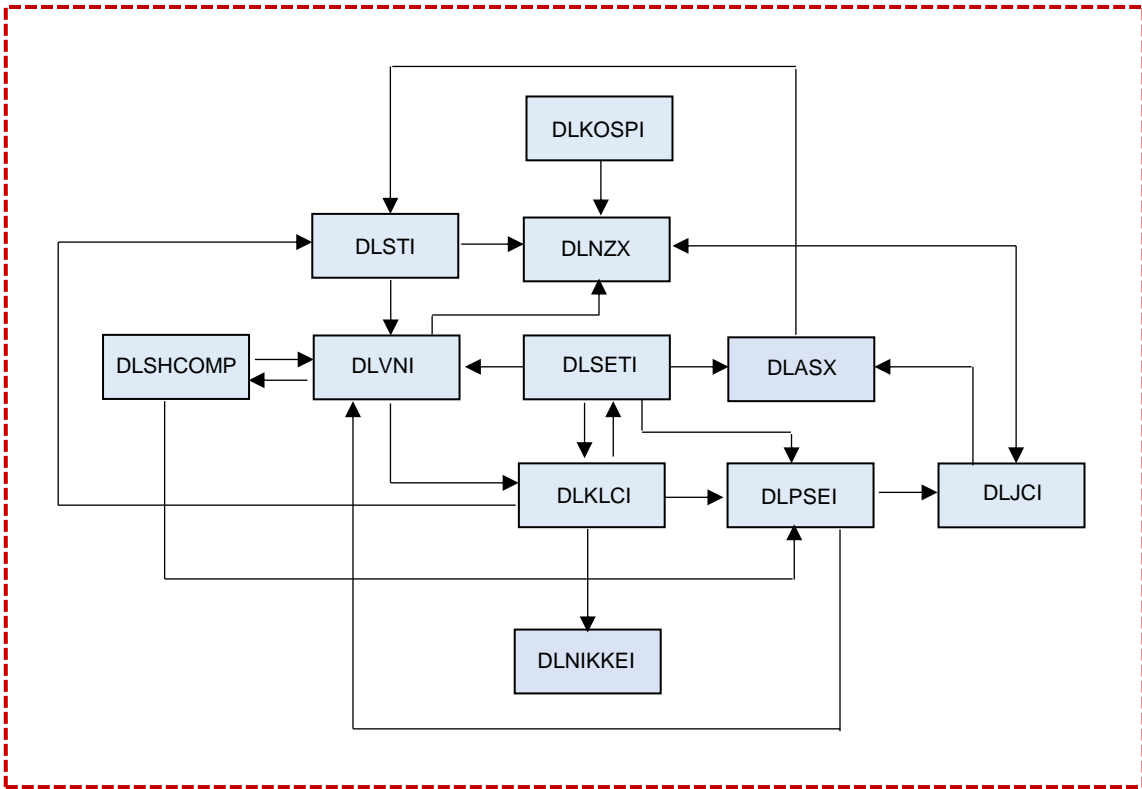 DLKOSPI
DLSTI
DLNZX
DLSHCOMP
DLVNI
DLSETI
DLASX
DLKLCI
DLPSEI
DLJCI
DLNIKKEI